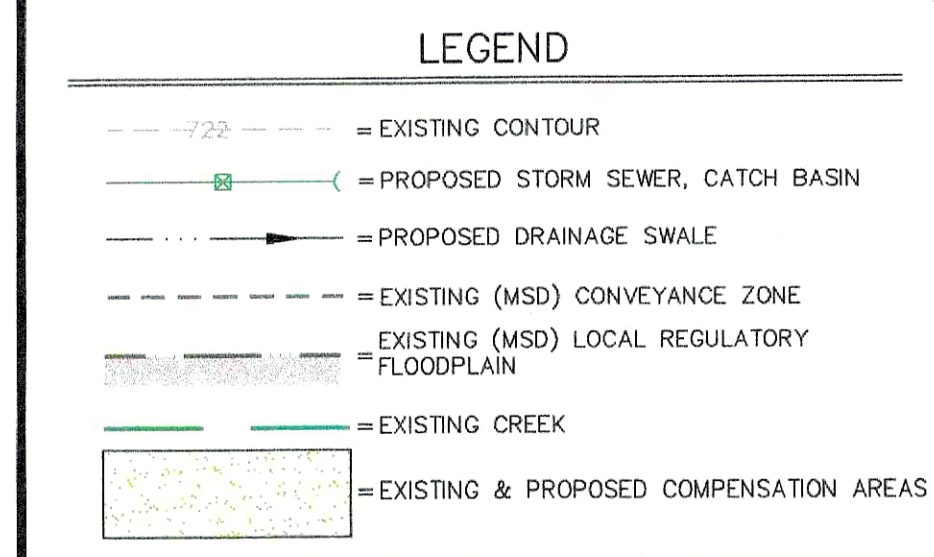 LEGEND
722 = EXISTING CONTOUR
= PROPOSED STORM SEWER, CATCH BASIN
= PROPOSED DRAINAGE SWALE
= EXISTING (MSD) CONVEYANCE ZONE
= EXISTING (MSD) LOCAL REGULATORY
FLOODPLAIN
= EXISTING CREEK
= EXISTING & PROPOSED COMPENSATION AREAS